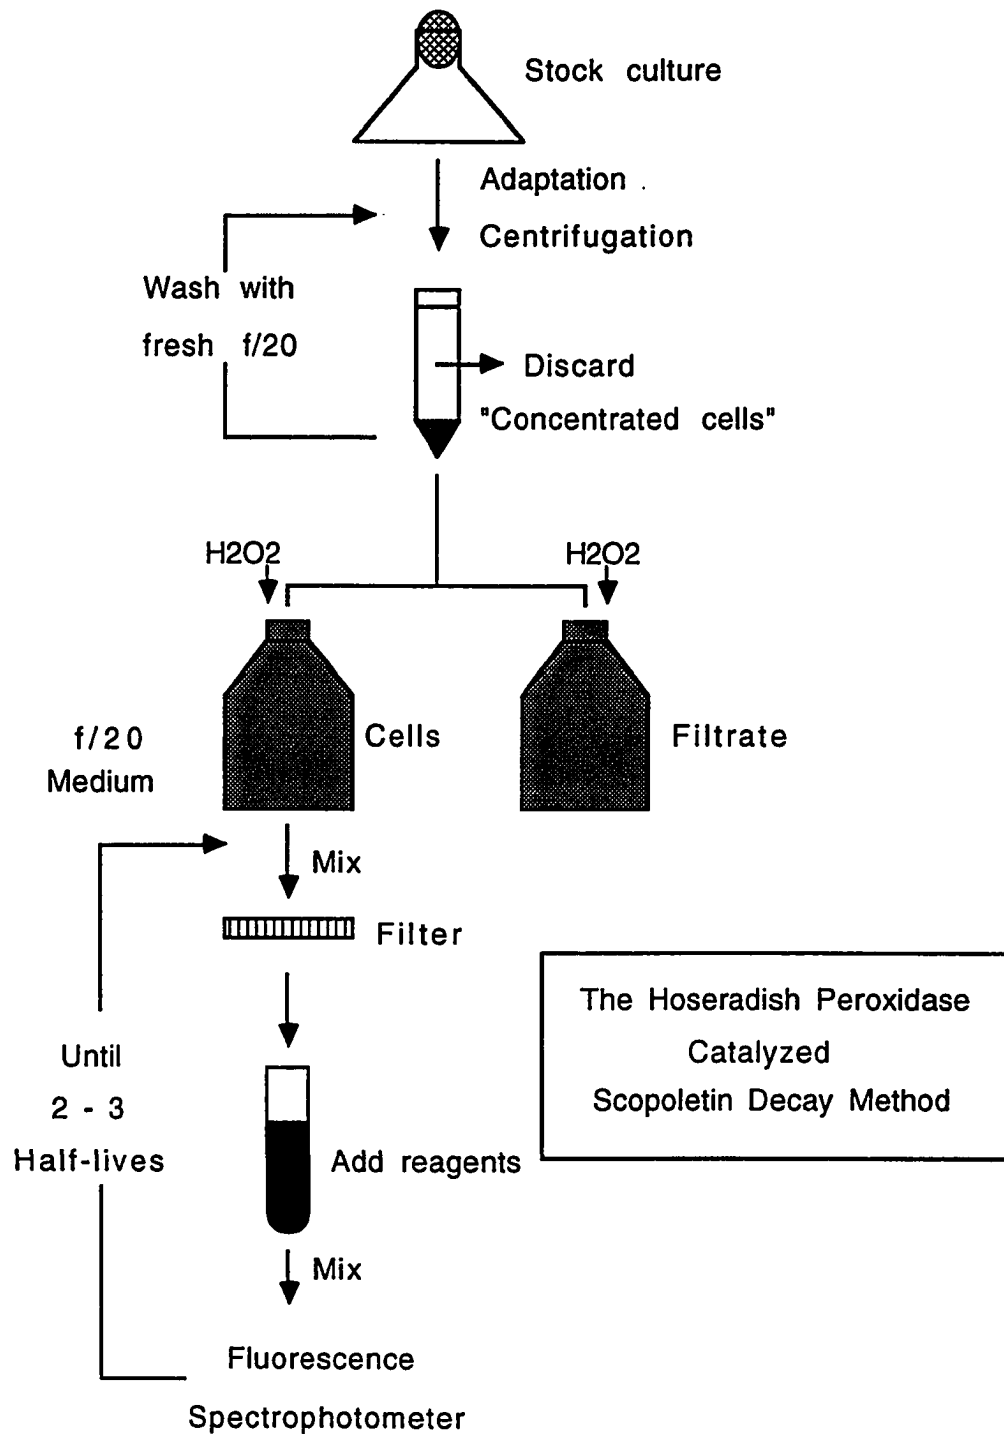 Stock culture
Adaptation
Centrifugation
Wash with
fresh f/20
Discard
"Concentrated cells"
H2O2
H2O2
f/20
Medium
Cells
Filtrate
Mix
Filter
The Hoseradish Peroxidase
Catalyzed
Scopoletin Decay Method
Until
2 - 3
Half-lives
Add reagents
Mix
Fluorescence
Spectrophotometer